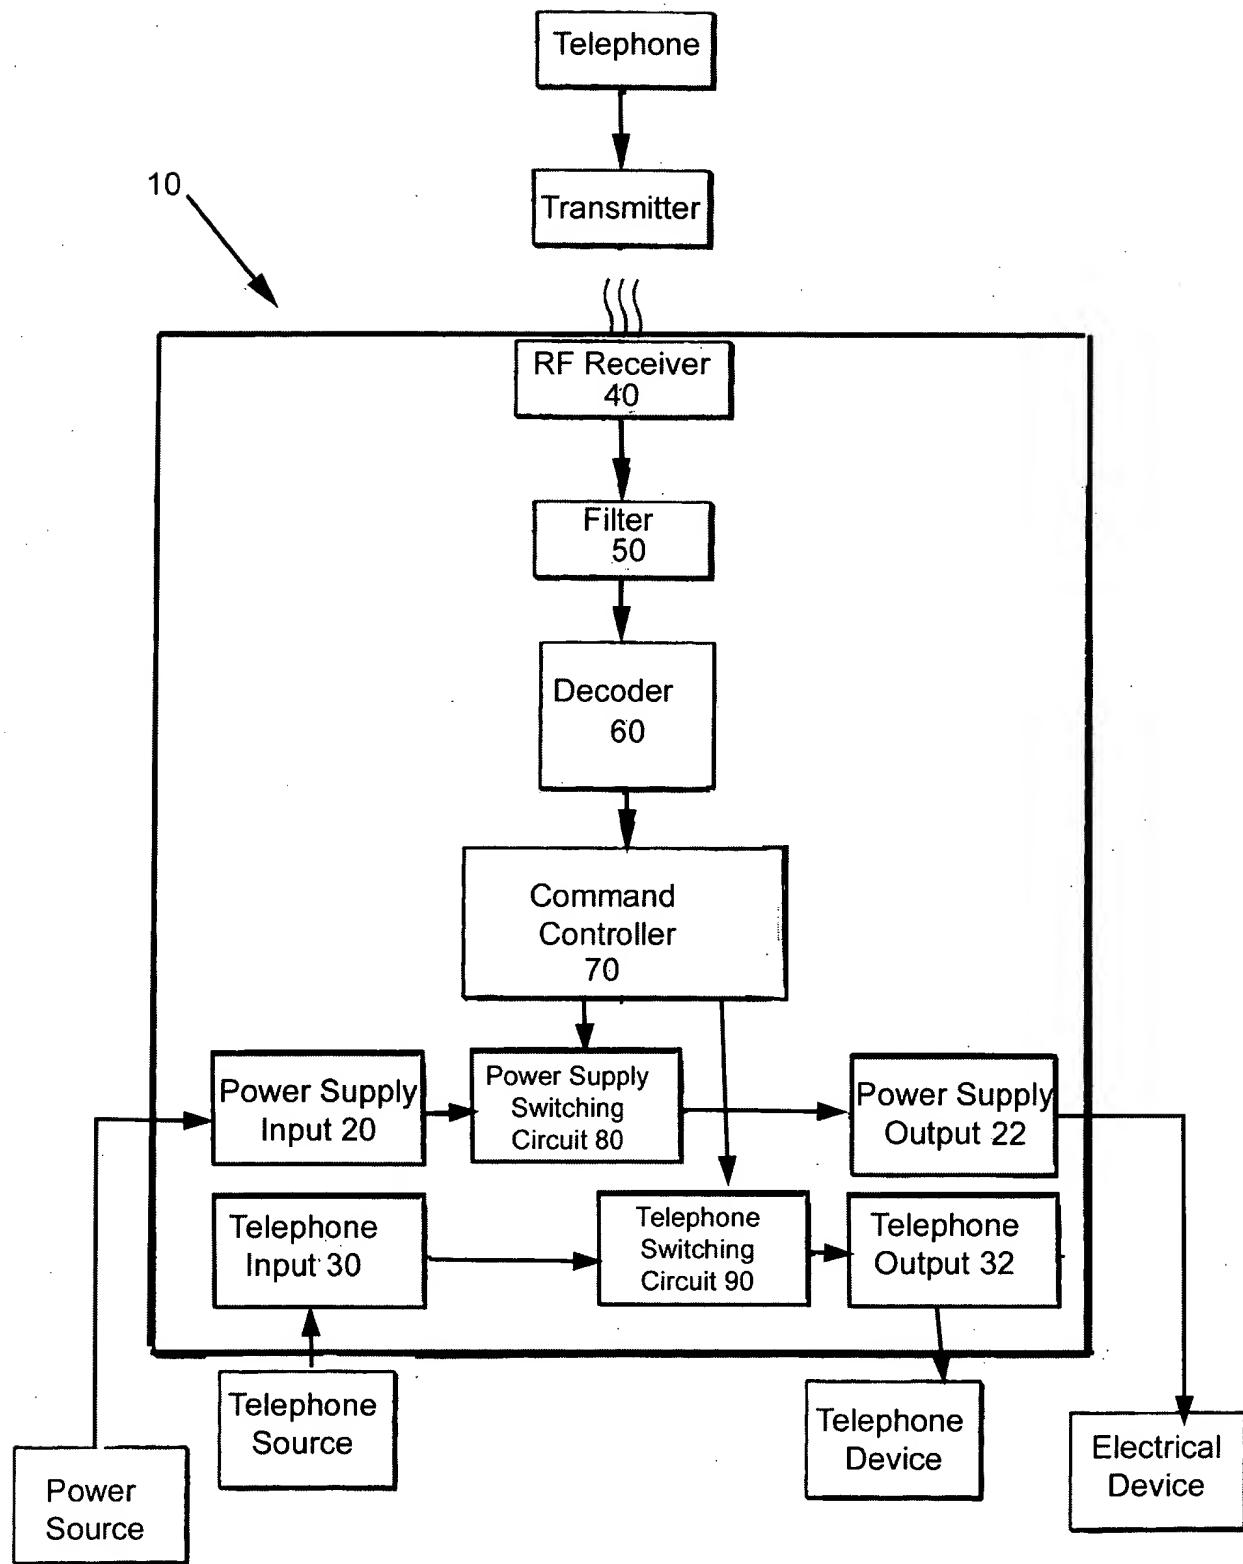 Telephone
10
Transmitter
RF Receiver
40
Filter
50
Decoder
60
Command
Controller
70
Power Supply
Input 20
Power Supply
Switching
Circuit 80
Power Supply
Output 22
Telephone
Input 30
Telephone
Switching
Circuit 90
Telephone
Output 32
Telephone
Source
Telephone
Device
Electrical
Device
Power
Source